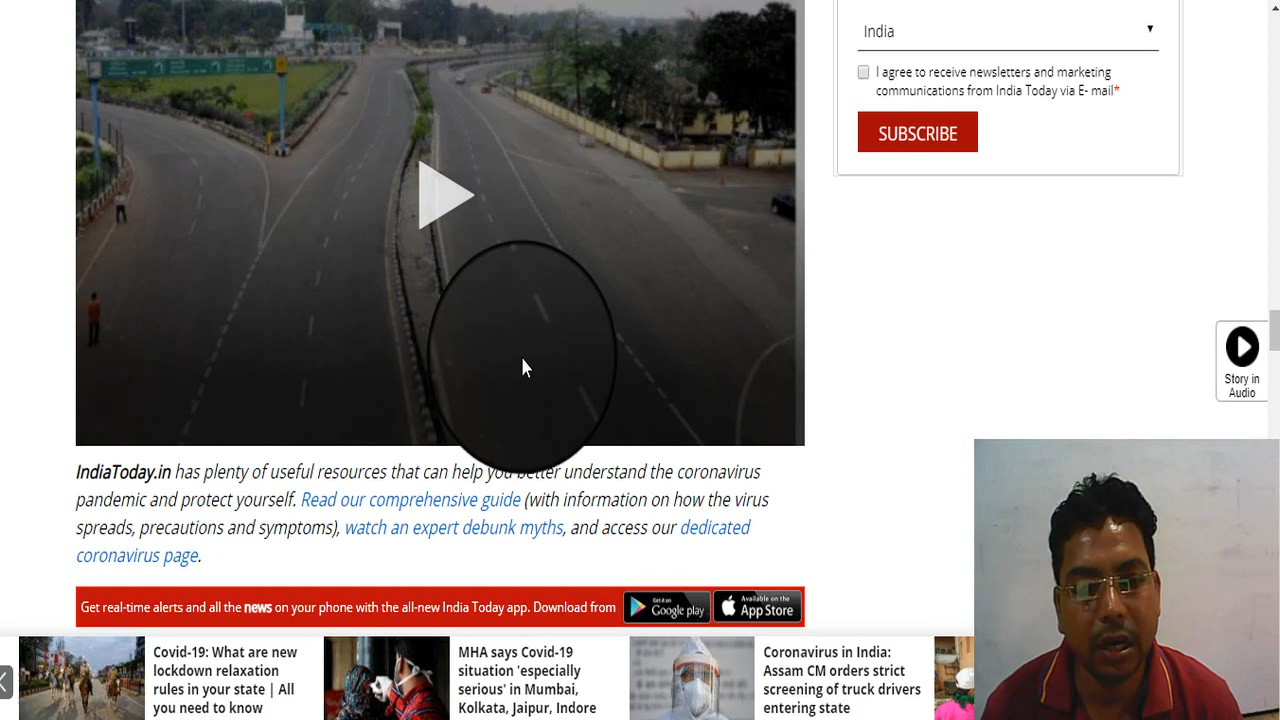 India
I agree to receive newsletters and marketing
communications from India Today via E- mail*
SUBSCRIBE
Story in
Audio
IndiaToday.in has plenty of useful resources that can help you better understand the coronavirus
pandemic and protect yourself. Read our comprehensive guide (with information on how the virus
spreads, precautions and symptoms), watch an expert debunk myths, and access our dedicated
coronavirus page.
Get real-time alerts and all the news on your phone with the all-new India Today app. Download from
Get it on
Google play
Available on the
App Store
Covid-19: What are new
lockdown relaxation
rules in your state | All
you need to know
MHA says Covid-19
situation 'especially
serious' in Mumbai,
Kolkata, Jaipur, Indore
Coronavirus in India:
Assam CM orders strict
screening of truck drivers
entering state